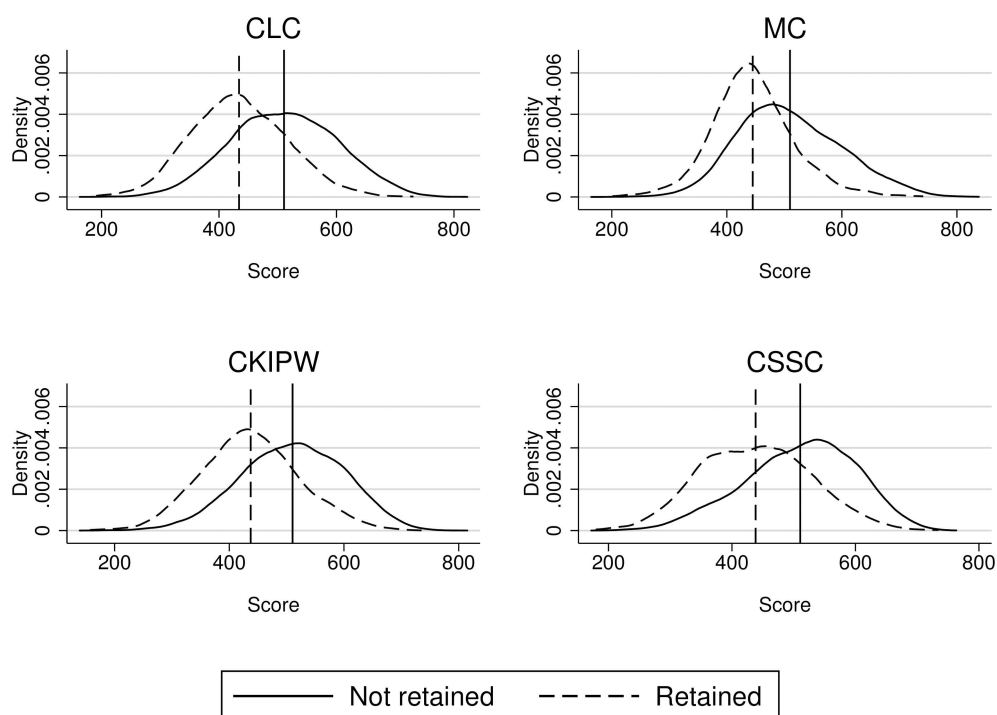 CLC
Density
0 .002 .004 .006
200 400 600 800
Score
MC
Density
0 .002 .004 .006
200 400 600 800
Score
CKIPW
Density
0 .002 .004 .006
200 400 600 800
Score
CSSC
Density
0 .002 .004 .006
200 400 600 800
Score
Not retained Retained